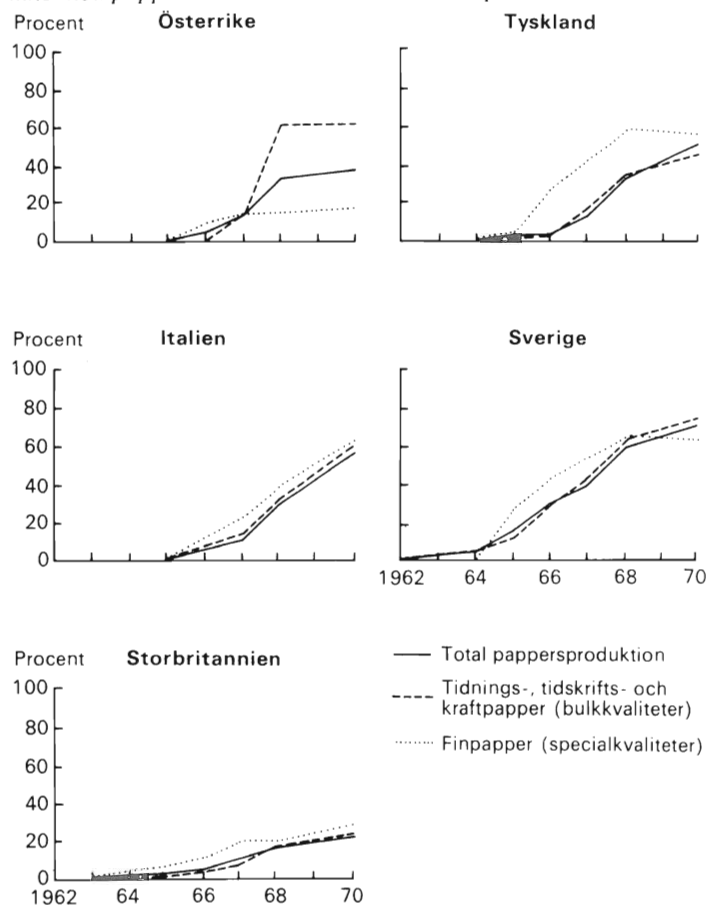 Procent Österrike Tyskland
100
80
60
40
20
0
Procent Italien Sverige
100
80
60
40
20
0
1962 64 66 68 70
Procent Storbritannien
100
80
60
40
20
0
1962 64 66 68 70
Total pappersproduktion
Tidnings-, tidskrifts- och
kraftpapper (bulkkvaliteter)
Finpapper (specialkvaliteter)